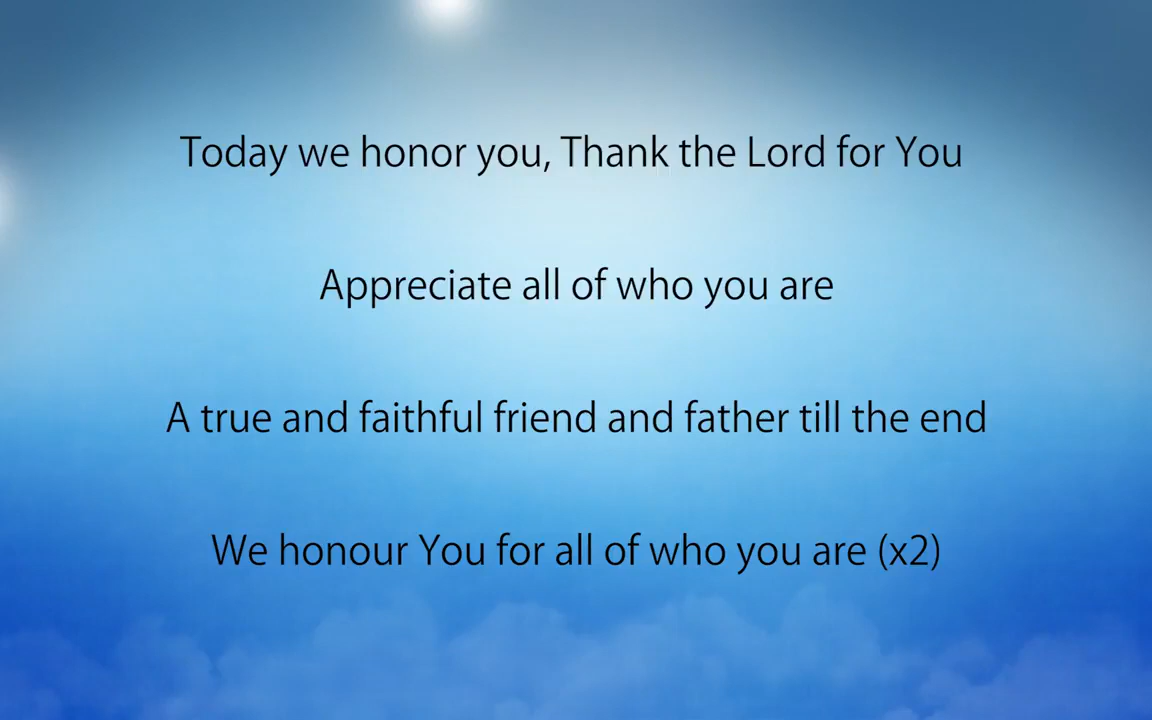 Today we honor you, Thank the Lord for You
Appreciate all of who you are
A true and faithful friend and father till the end
We honour You for all of who you are (x2)